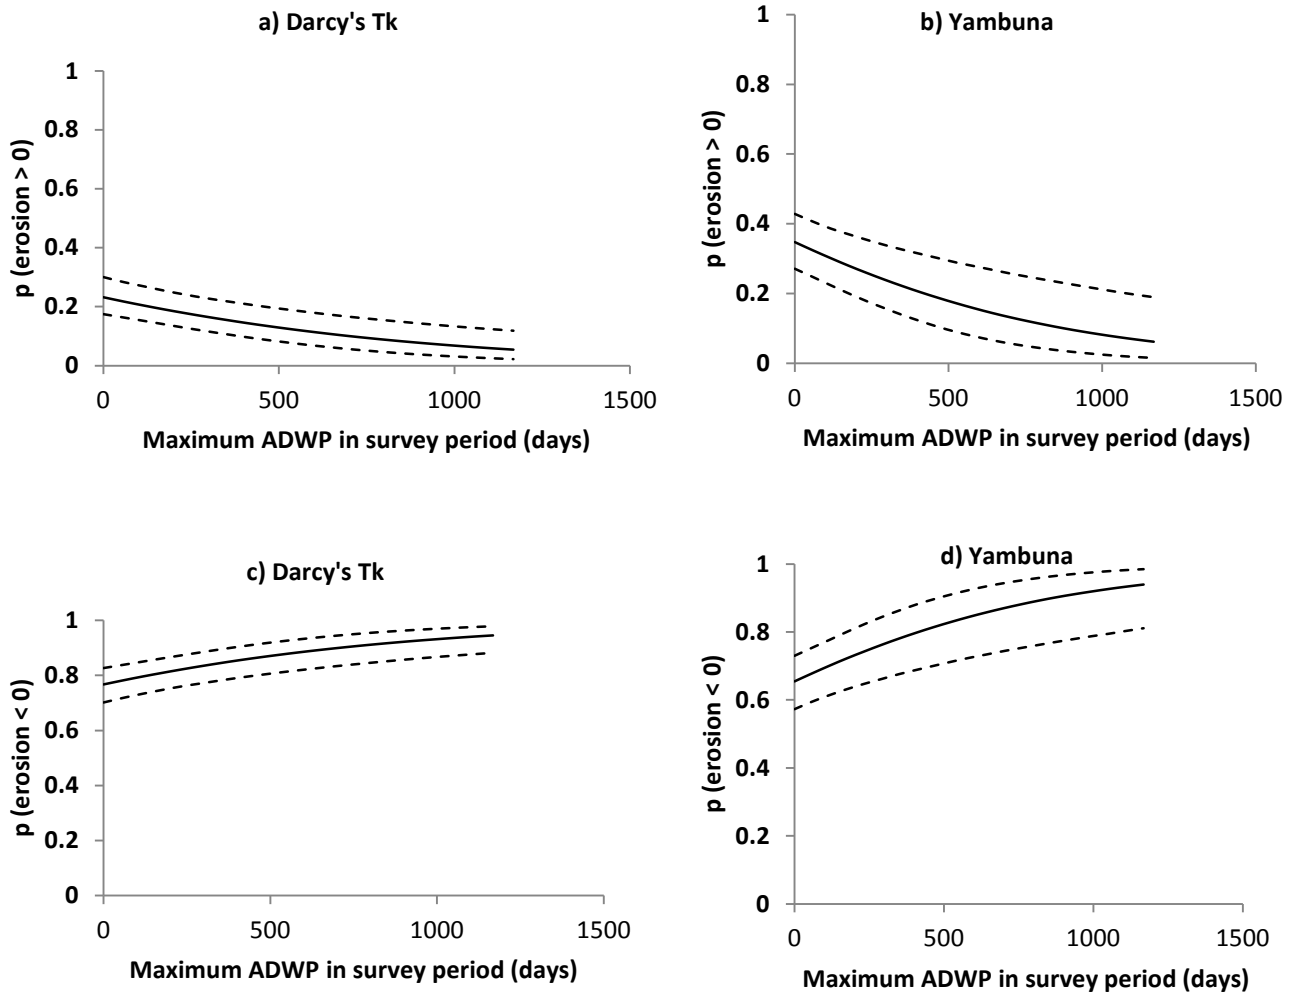 a) Darcy's Tk
p (erosion > 0)
1
0.8
0.6
0.4
0.2
0
0 500 1000 1500
Maximum ADWP in survey period (days)
b) Yambuna
p (erosion > 0)
1
0.8
0.6
0.4
0.2
0
0 500 1000 1500
Maximum ADWP in survey period (days)
c) Darcy's Tk
p (erosion < 0)
1
0.8
0.6
0.4
0.2
0
0 500 1000 1500
Maximum ADWP in survey period (days)
d) Yambuna
p (erosion < 0)
1
0.8
0.6
0.4
0.2
0
0 500 1000 1500
Maximum ADWP in survey period (days)